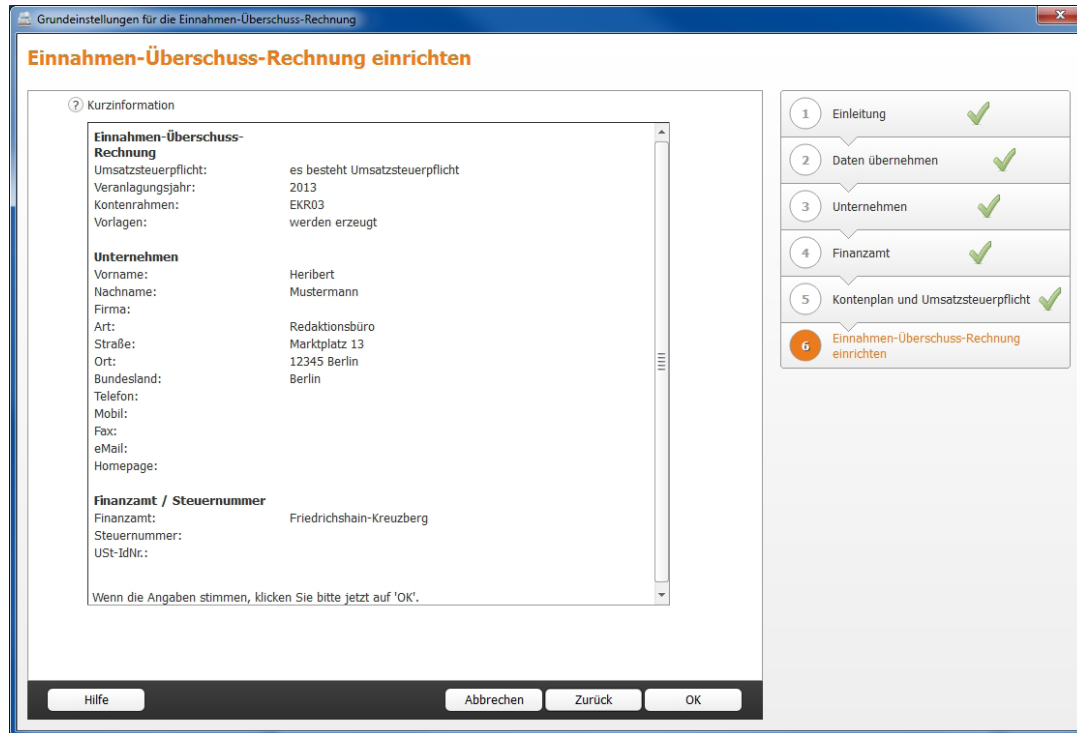 Grundeinstellungen für die Einnahmen-Überschuss-Rechnung
Einnahmen-Überschuss-Rechnung einrichten
? Kurzinformation
Einnahmen-Überschuss-
Rechnung
Umsatzsteuerpflicht: es besteht Umsatzsteuerpflicht
Veranlagungsjahr: 2013
Kontenrahmen: EKR03
Vorlagen: werden erzeugt
Unternehmen
Vorname: Heribert
Nachname: Mustermann
Firma:
Art: Redaktionsbüro
Straße: Marktplatz 13
Ort: 12345 Berlin
Bundesland: Berlin
Telefon:
Mobil:
Fax:
eMail:
Homepage:
Finanzamt / Steuernummer
Finanzamt: Friedrichshain-Kreuzberg
Steuernummer:
USt-IdNr.:
Wenn die Angaben stimmen, klicken Sie bitte jetzt auf 'OK'.
1 Einleitung
2 Daten übernehmen
3 Unternehmen
4 Finanzamt
5 Kontenplan und Umsatzsteuerpflicht
6 Einnahmen-Überschuss-Rechnung
einrichten
Hilfe Abbrechen Zurück OK